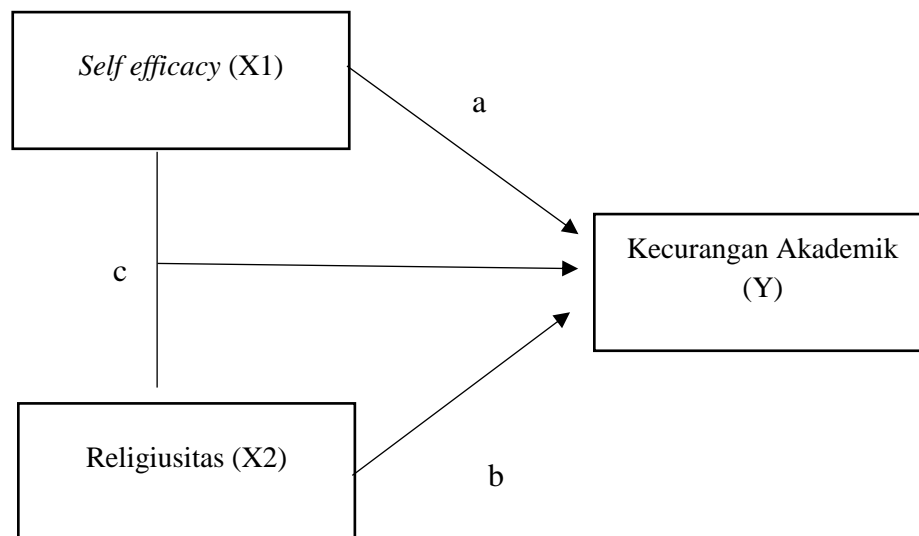 Self efficacy (X1)
a
Kecurangan Akademik
(Y)
c
Religiusitas (X2)
b